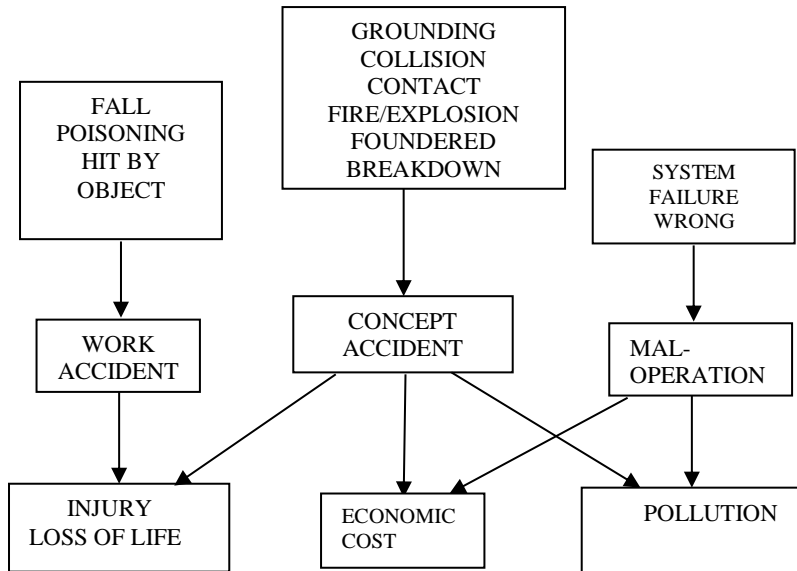 GROUNDING
COLLISION
CONTACT
FIRE/EXPLOSION
FOUNDERED
BREAKDOWN
FALL
POISONING
HIT BY
OBJECT
SYSTEM
FAILURE
WRONG
WORK
ACCIDENT
CONCEPT
ACCIDENT
MAL-
OPERATION
INJURY
LOSS OF LIFE
ECONOMIC
COST
POLLUTION